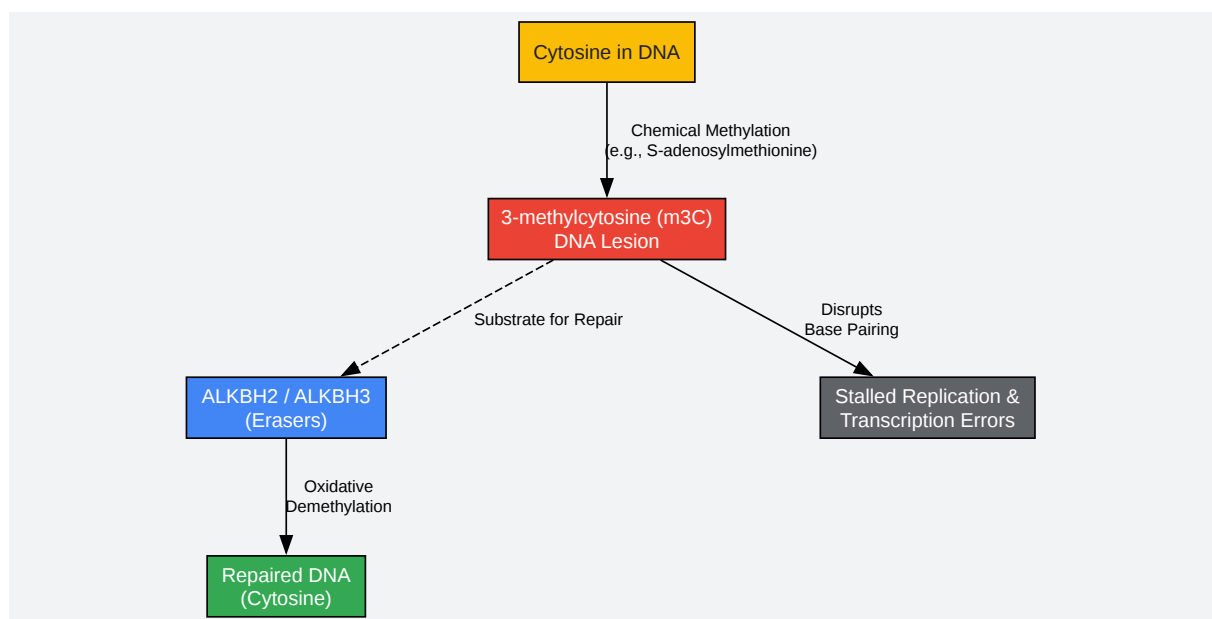 Cytosine in DNA
Chemical Methylation
(e.g., S-adenosylmethionine)
3-methylcytosine (m3C)
DNA Lesion
Substrate for Repair
Disrupts
Base Pairing
ALKBH2 / ALKBH3
(Erasers)
Stalled Replication &
Transcription Errors
Oxidative
Demethylation
Repaired DNA
(Cytosine)